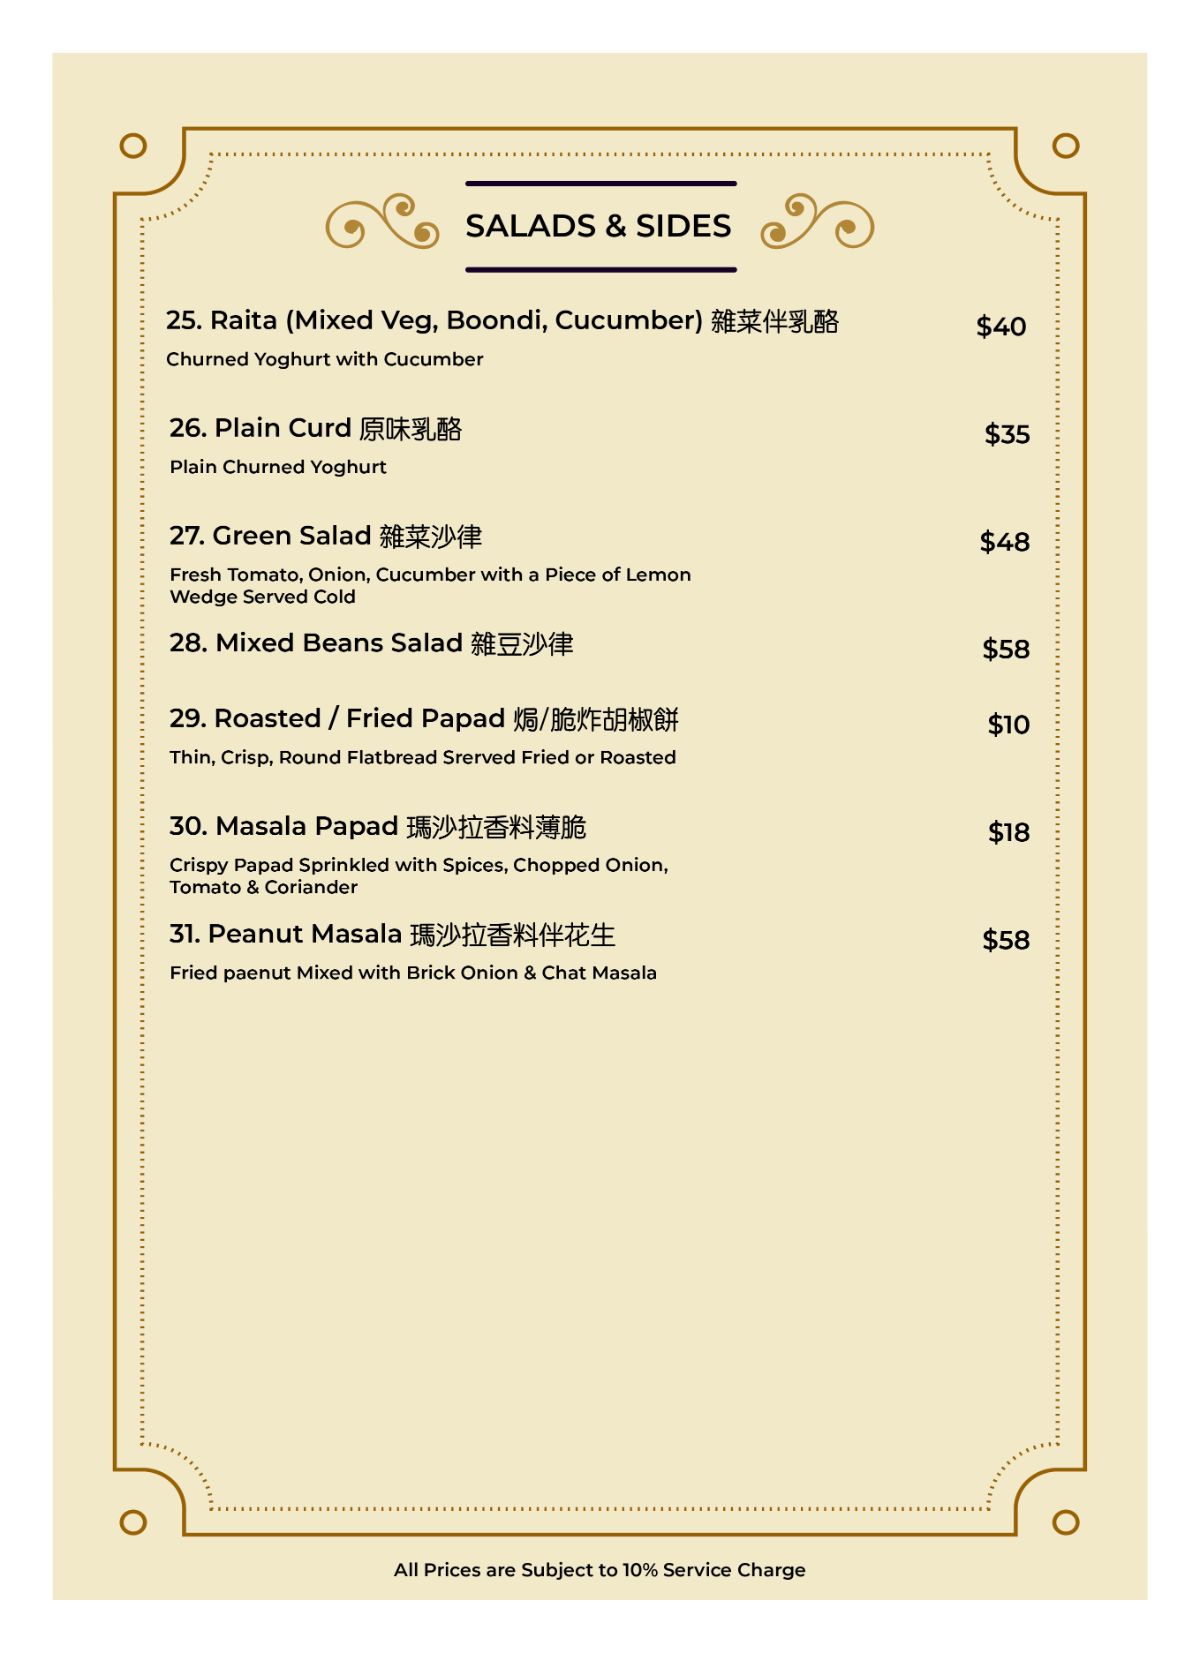 SALADS & SIDES
25. Raita (Mixed Veg, Boondi, Cucumber) 雜菜伴乳酪
$40
Churned Yoghurt with Cucumber
26. Plain Curd 原味乳酪
$35
Plain Churned Yoghurt
27. Green Salad 雜菜沙律
$48
Fresh Tomato, Onion, Cucumber with a Piece of Lemon
Wedge Served Cold
28. Mixed Beans Salad 雜豆沙律
$58
29. Roasted / Fried Papad 焗/脆炸胡椒餅
$10
Thin, Crisp, Round Flatbread Srerved Fried or Roasted
30. Masala Papad 瑪沙拉香料薄脆
$18
Crispy Papad Sprinkled with Spices, Chopped Onion,
Tomato & Coriander
31. Peanut Masala 瑪沙拉香料伴花生
$58
Fried paenut Mixed with Brick Onion & Chat Masala
All Prices are Subject to 10% Service Charge